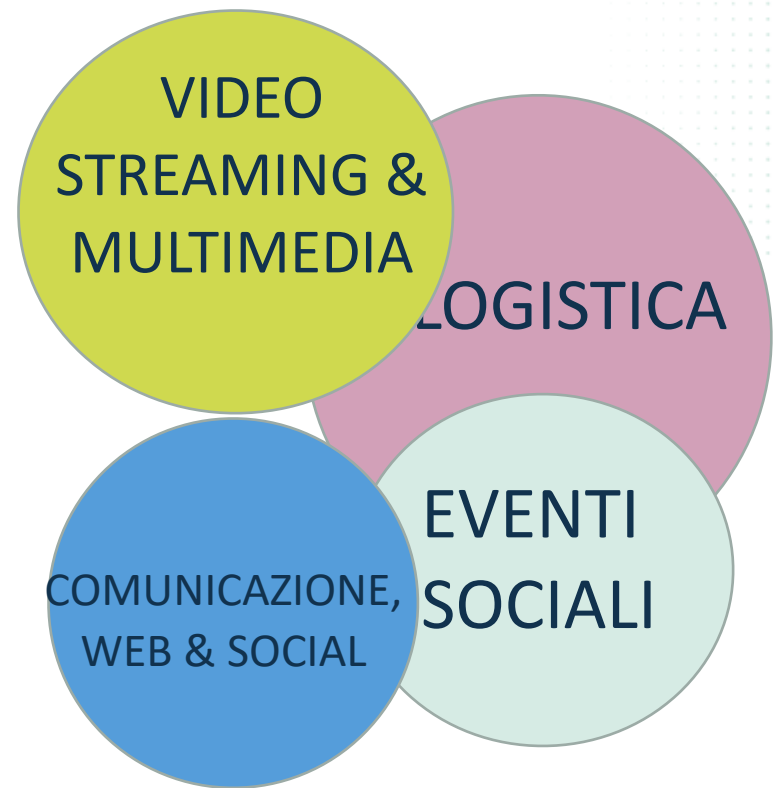 VIDEO
STREAMING &
MULTIMEDIA
LOGISTICA
EVENTI
SOCIALI
COMUNICAZIONE,
WEB & SOCIAL